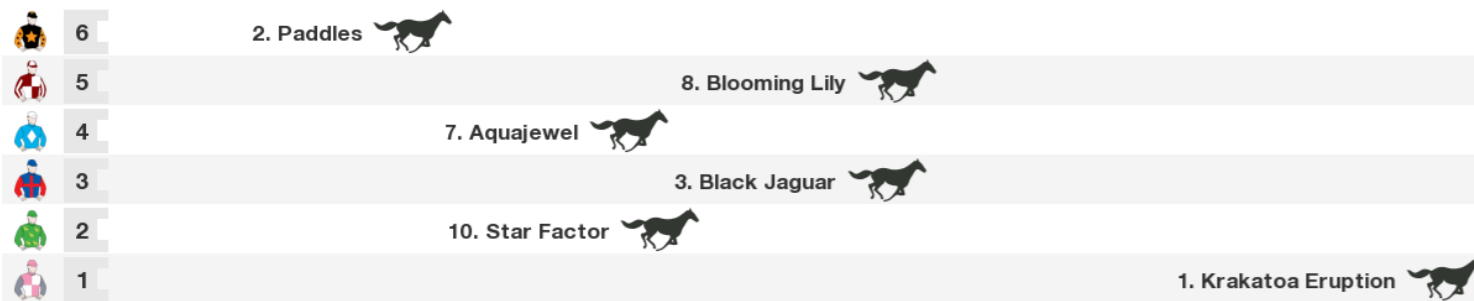 6 2. Paddles
5 8. Blooming Lily
4 7. Aquajewel
3 3. Black Jaguar
2 10. Star Factor
1 1. Krakatoa Eruption